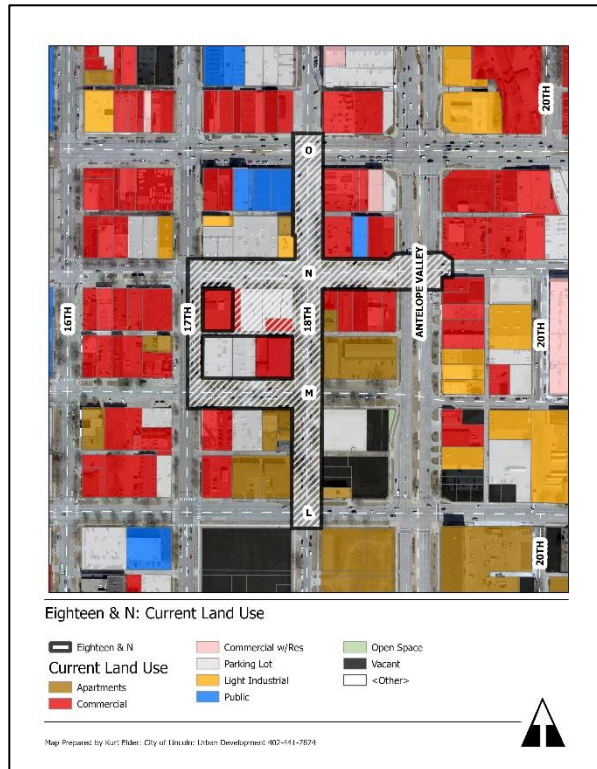 20TH
O
N
ANTELOPE VALLEY
16TH
17TH
18TH
20TH
M
L
20TH
Eighteen & N: Current Land Use
Eighteen & N
Current Land Use
Apartments
Commercial
Commercial w/Res
Parking Lot
Light Industrial
Public
Open Space
Vacant
<Other>
Map Prepared by Kurt Elder: City of Lincoln: Urban Development 402-441-7874